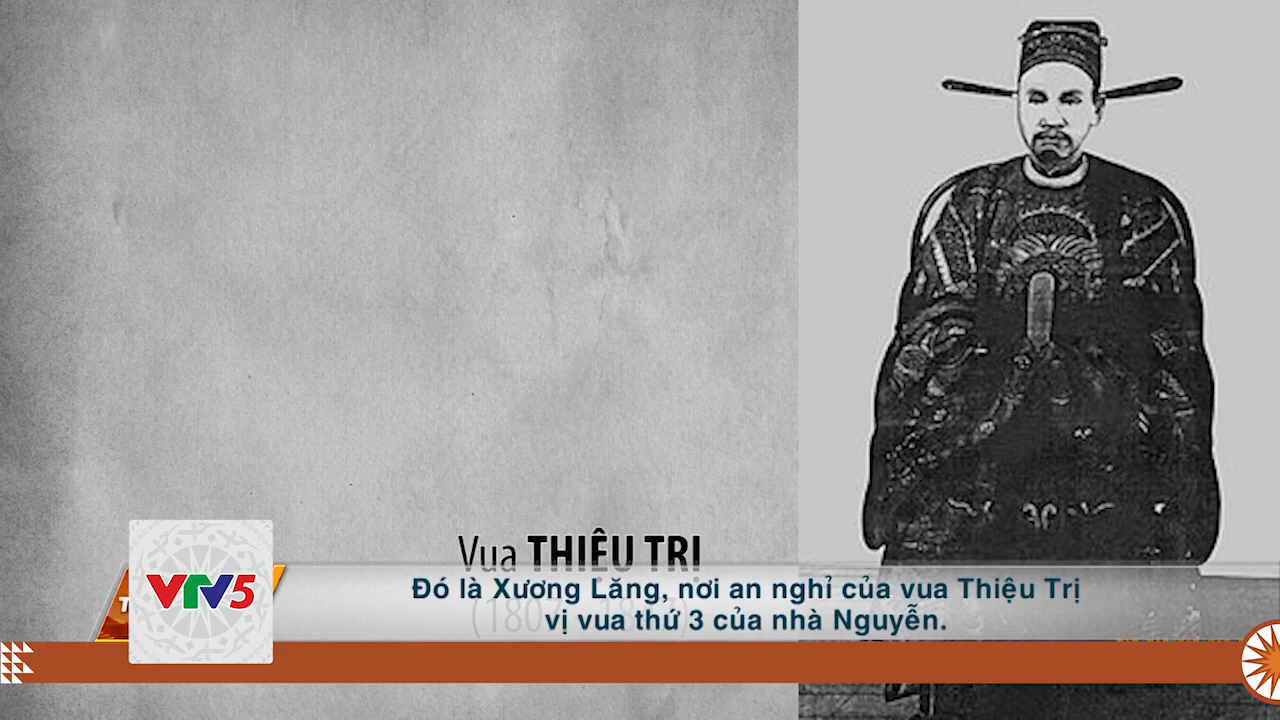 Vua THIỆU TRỊ
VTV5
Đó là Xương Lăng, nơi an nghỉ của vua Thiệu Trị
vị vua thứ 3 của nhà Nguyễn.